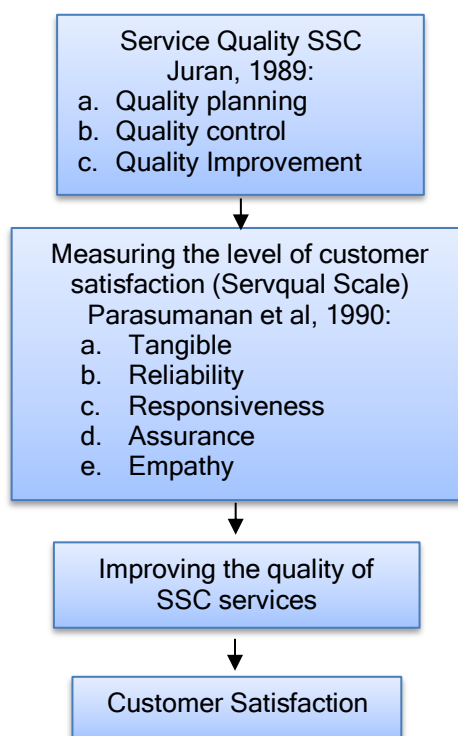 Service Quality SSC
Juran, 1989:
a. Quality planning
b. Quality control
c. Quality Improvement
Measuring the level of customer
satisfaction (Servqual Scale)
Parasumanan et al, 1990:
a. Tangible
b. Reliability
c. Responsiveness
d. Assurance
e. Empathy
Improving the quality of
SSC services
Customer Satisfaction